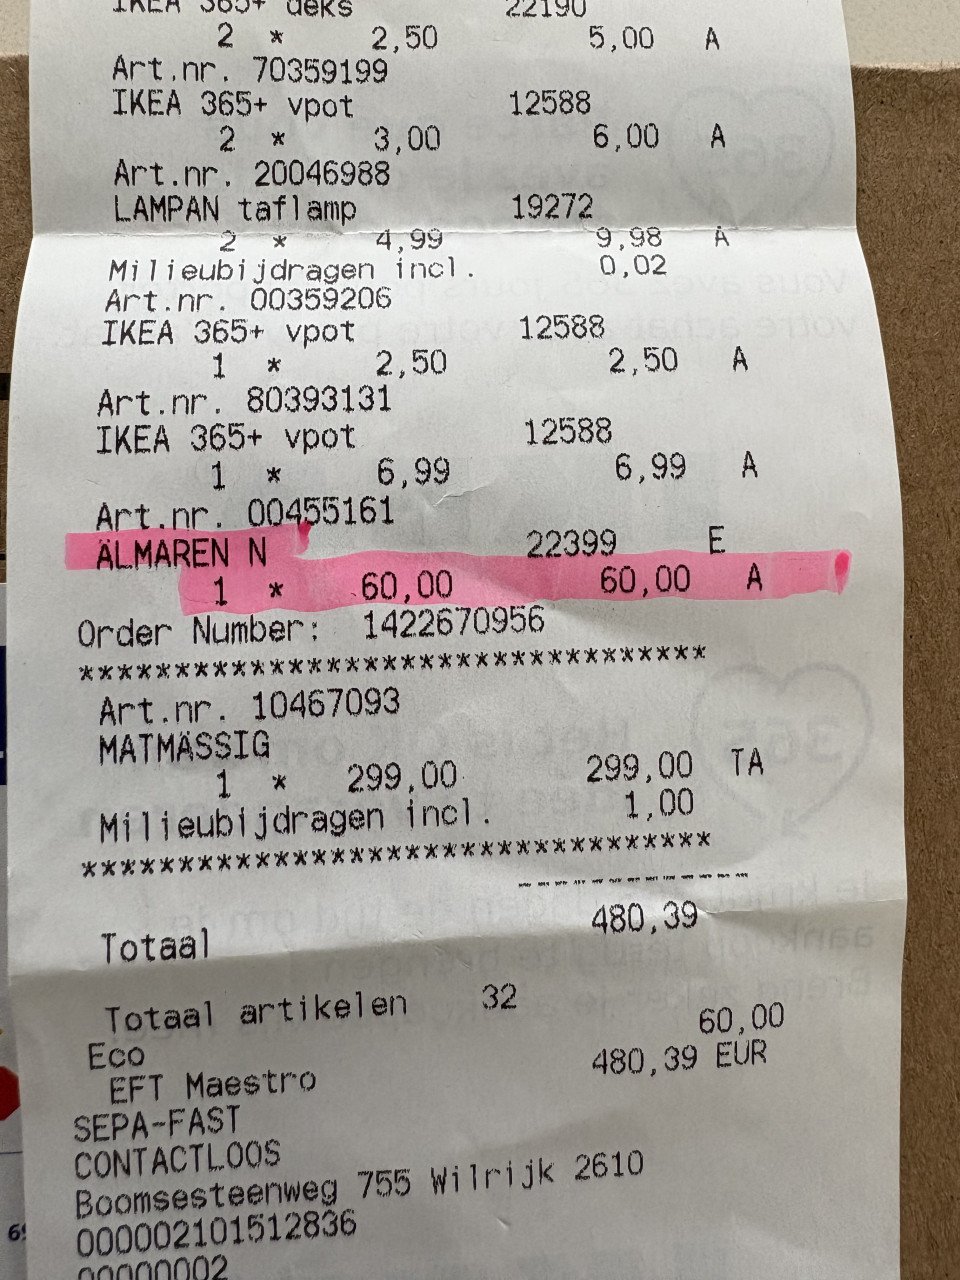 IKEA 365+ deks 22190
2 * 2,50 5,00 A
Art.nr. 70359199
IKEA 365+ vpot 12588
2 * 3,00 6,00 A
Art.nr. 20046988
LAMPAN taflamp 19272
2 * 4,99 9,98 A
Milieubijdragen incl. 0,02
Art.nr. 00359206
IKEA 365+ vpot 12588
1 * 2,50 2,50 A
Art.nr. 80393131
IKEA 365+ vpot 12588
1 * 6,99 6,99 A
Art.nr. 00455161
ÄLMAREN N 22399 E
1 * 60,00 60,00 A
Order Number: 1422670956
*********************************
Art.nr. 10467093
MATMÄSSIG
1 * 299,00 299,00 TA
Milieubijdragen incl. 1,00
*********************************
------------
Totaal 480,39
Totaal artikelen 32
Eco 60,00
EFT Maestro 480,39 EUR
SEPA-FAST
CONTACTLOOS
Boomsesteenweg 755 Wilrijk 2610
000002101512836
00000002